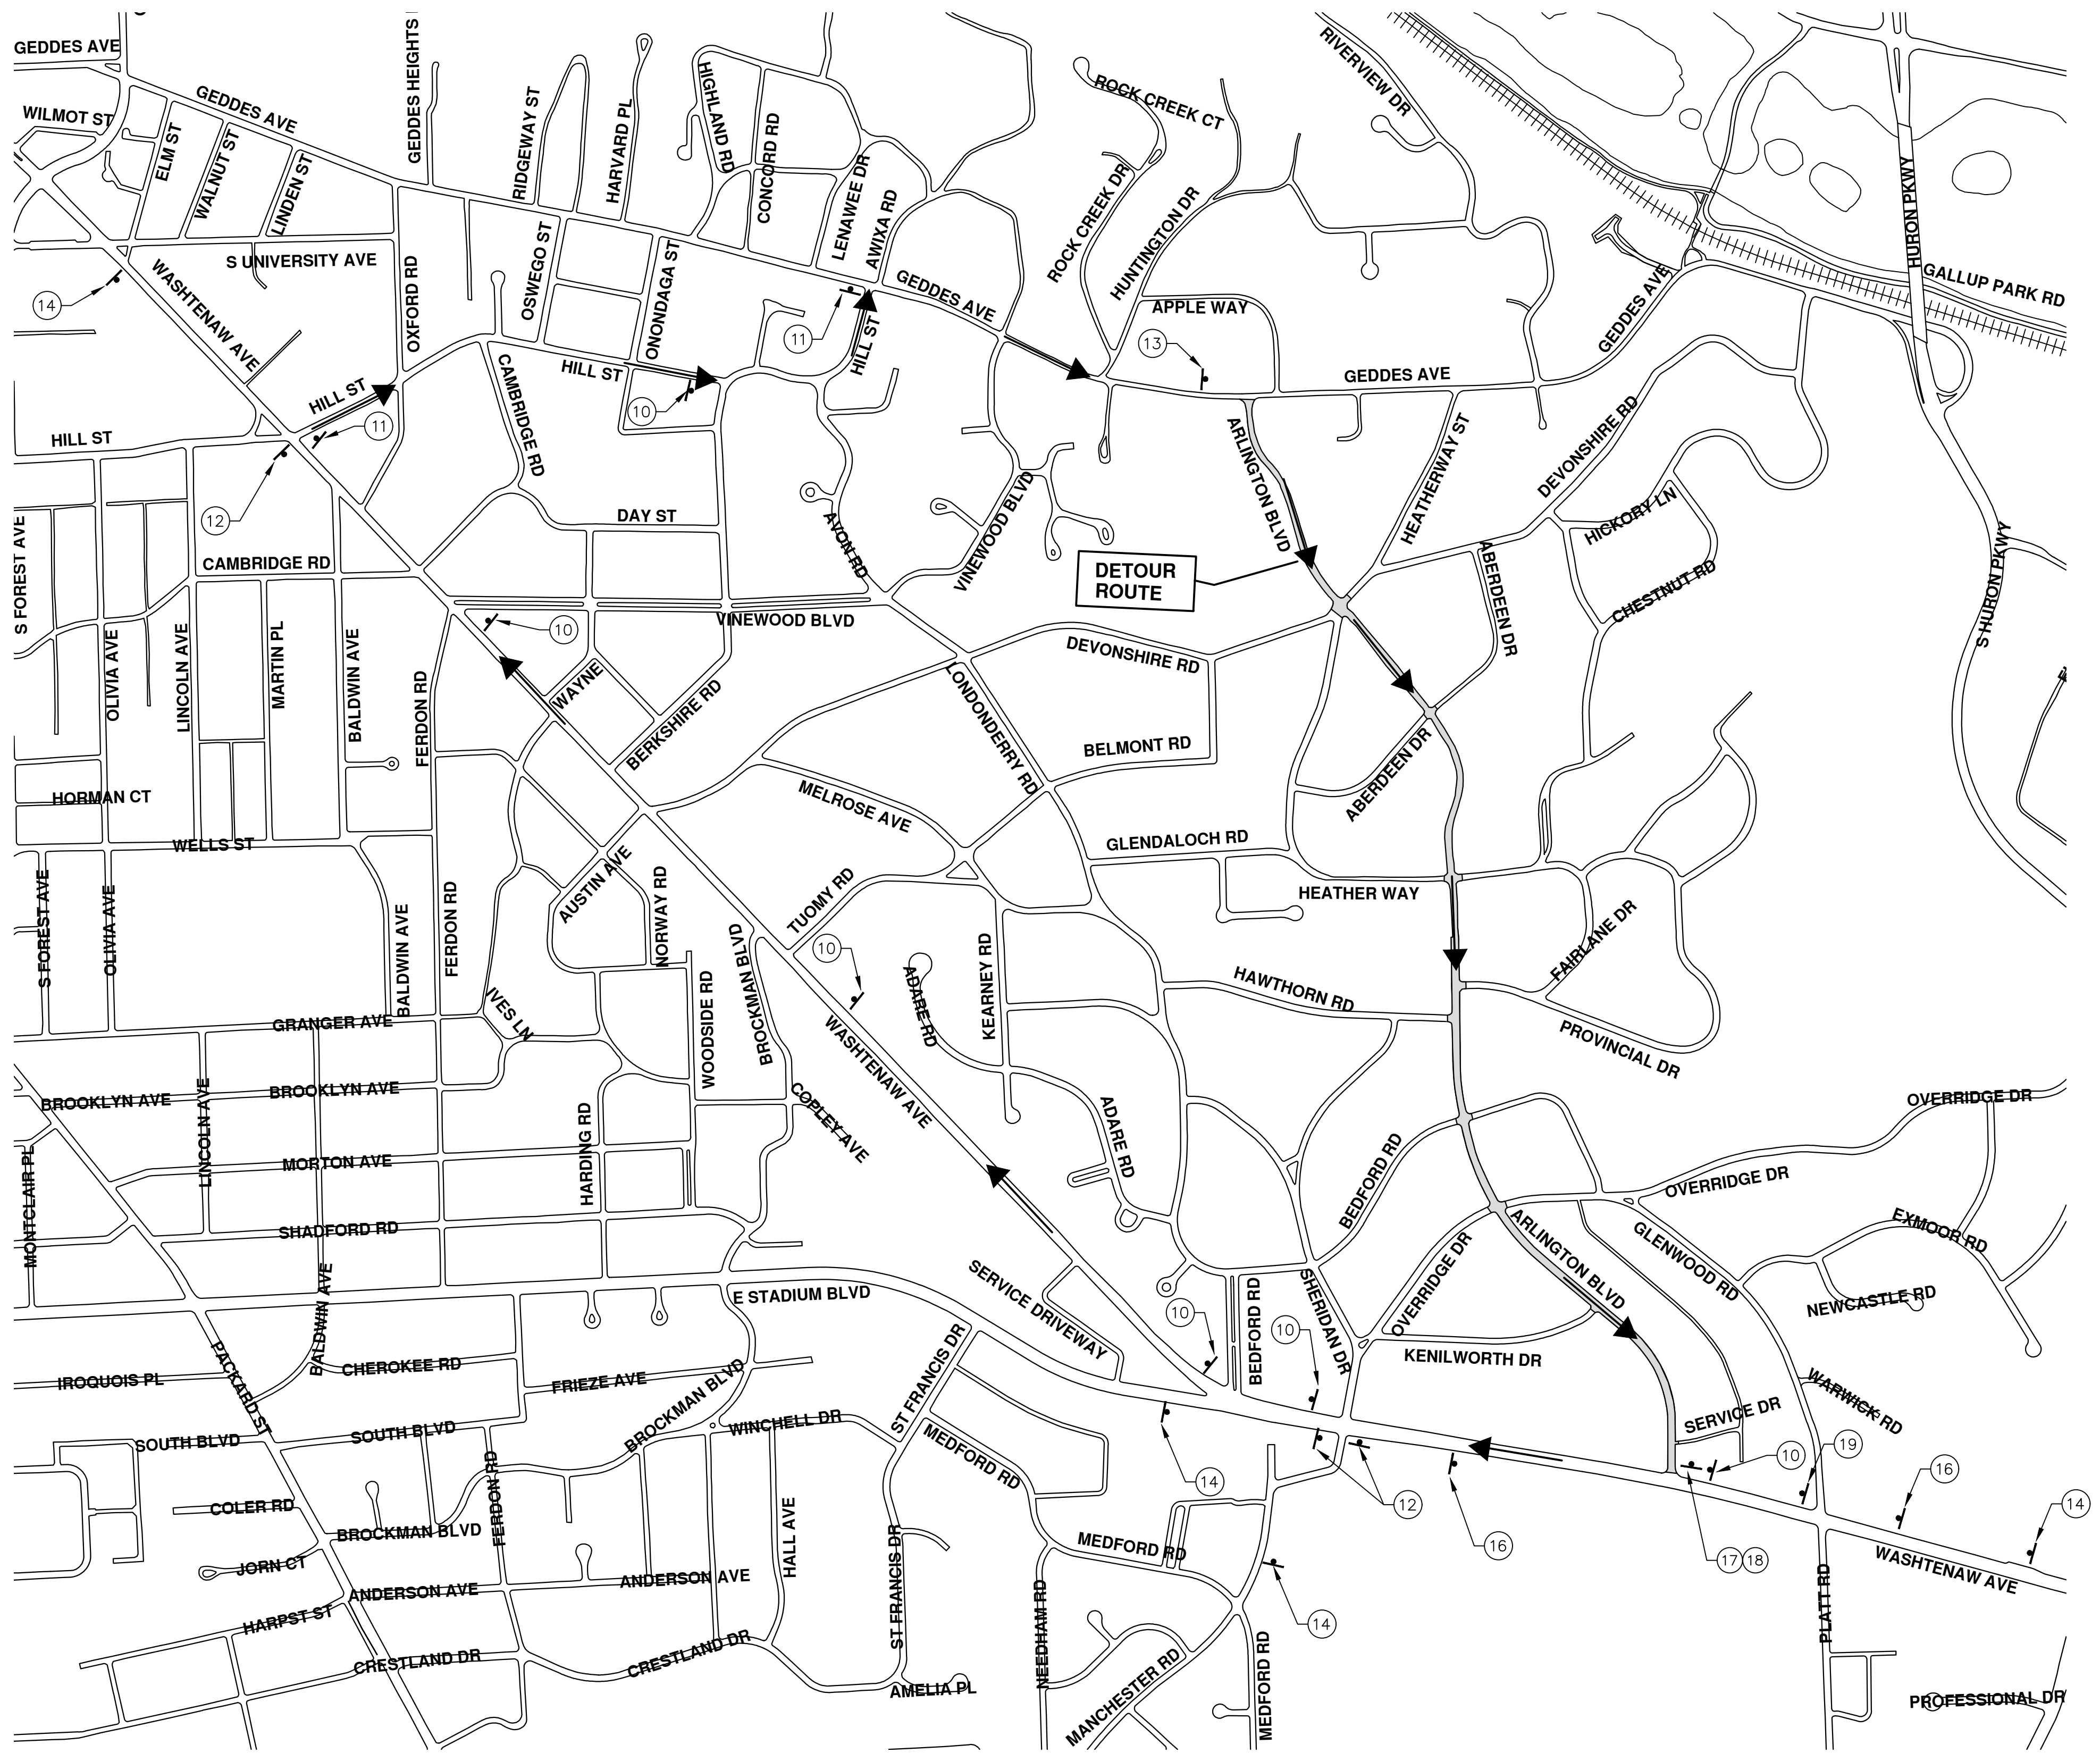 GEDDES AVE
GEDDES HEIGHTS
WILMOT ST
GEDDES AVE
ELM ST
WALNUT ST
LINDEN ST
RIDGEWAY ST
HARVARD PL
HIGHLAND RD
CONCORD RD
LENAWEE DR
AWIXA RD
ROCK CREEK CT
ROCK CREEK DR
HUNTINGTON DR
RIVERVIEW DR
HURON PKWY
GALLUP PARK RD
S UNIVERSITY AVE
OXFORD RD
OSWEGO ST
ONONDAGA ST
GEDDES AVE
APPLE WAY
GEDDES AVE
14
WASHTENAW AVE
11
HILL ST
13
GEDDES AVE
HILL ST
HILL ST
CAMBRIDGE RD
10
11
HILL ST
12
ARLINGTON BLVD
HEATHERWAY ST
DEVONSHIRE RD
HICKORY LN
CHESTNUT RD
S HURON PKWY
S FOREST AVE
DAY ST
AVON RD
VINEWOOD BLVD
DETOUR
ROUTE
ABERDEEN DR
CAMBRIDGE RD
10
VINEWOOD BLVD
OLIVIA AVE
LINCOLN AVE
MARTIN PL
BALDWIN AVE
FERDON RD
WAYNE
BERKSHIRE RD
DEVONSHIRE RD
LONDONDERRY RD
BELMONT RD
ABERDEEN DR
HORMAN CT
MELROSE AVE
WELLS ST
GLENDALOCH RD
HEATHER WAY
S FOREST AVE
OLIVIA AVE
BALDWIN AVE
FERDON RD
AUSTIN AVE
NORWAY RD
TUOMY RD
BROCKMAN BLVD
WOODSIDE RD
10
ADARE RD
KEARNEY RD
HAWTHORN RD
FAIRLANE DR
PROVINCIAL DR
GRANGER AVE
IVES LN
WASHTENAW AVE
BROOKLYN AVE
LINCOLN AVE
BROOKLYN AVE
COPLEY AVE
HARDING RD
ADARE RD
BEDFORD RD
OVERRIDGE DR
MONTCLAIR PL
MORTON AVE
OVERRIDGE DR
SHADFORD RD
ARLINGTON BLVD
GLENWOOD RD
EXMOOR RD
NEWCASTLE RD
E STADIUM BLVD
SERVICE DRIVEWAY
BEDFORD RD
SHERIDAN DR
OVERRIDGE DR
KENILWORTH DR
10
10
BALDWIN AVE
PACKARD ST
IROQUOIS PL
CHEROKEE RD
FRIEZE AVE
BROCKMAN BLVD
ST FRANCIS DR
WARWICK RD
SERVICE DR
SOUTH BLVD
SOUTH BLVD
WINCHELL DR
MEDFORD RD
FERDON RD
14
12
16
10
19
17
18
16
14
COLER RD
BROCKMAN BLVD
HALL AVE
ST FRANCIS DR
MEDFORD RD
WASHTENAW AVE
JORN CT
ANDERSON AVE
ANDERSON AVE
NEEDHAM RD
14
PLATT RD
HARPST ST
CRESTLAND DR
CRESTLAND DR
AMELIA PL
MANCHESTER RD
MEDFORD RD
PROFESSIONAL DR